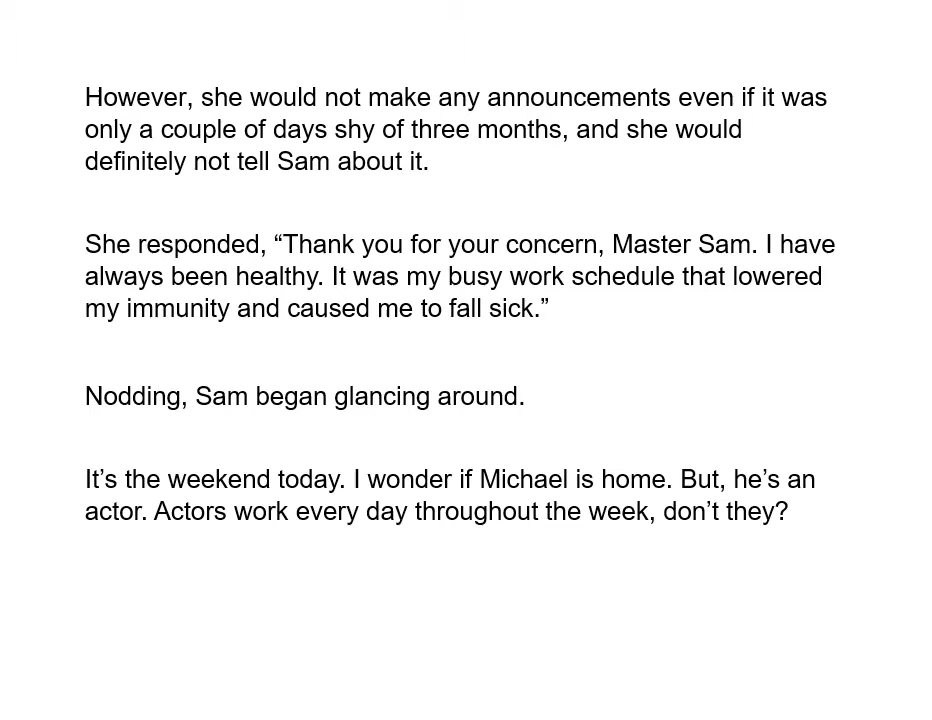 However, she would not make any announcements even if it was
only a couple of days shy of three months, and she would
definitely not tell Sam about it.
She responded, “Thank you for your concern, Master Sam. I have
always been healthy. It was my busy work schedule that lowered
my immunity and caused me to fall sick.”
Nodding, Sam began glancing around.
It’s the weekend today. I wonder if Michael is home. But, he’s an
actor. Actors work every day throughout the week, don’t they?